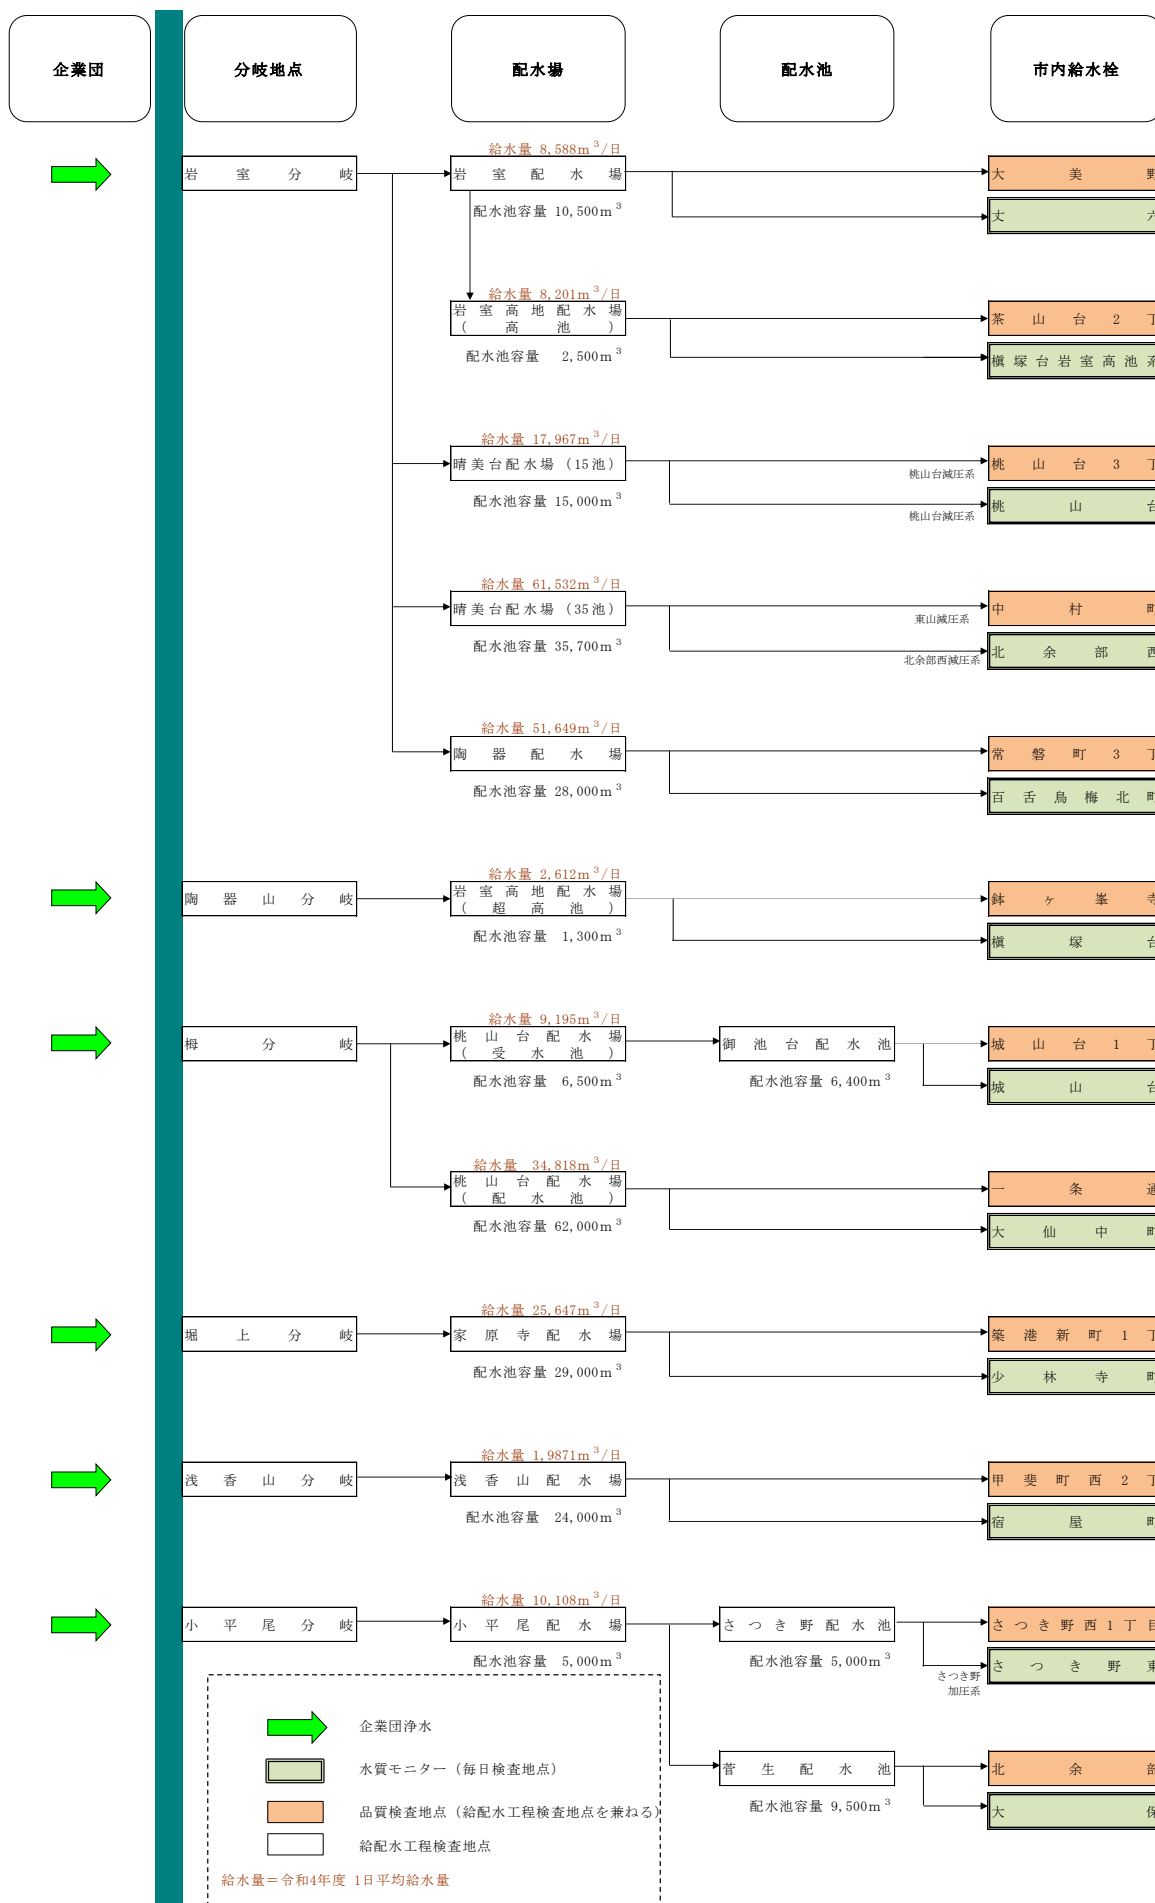 企業団
分岐地点
配水場
配水池
市内給水栓
給水量 8,588m³/日
岩室分岐
岩室配水場
大美野
配水池容量 10,500m³
丈六
給水量 8,201m³/日
岩室高地配水場
(高池)
茶山台2丁
配水池容量 2,500m³
槇塚台岩室高池系
給水量 17,967m³/日
晴美台配水場(15池)
桃山台減圧系
桃山台3丁
配水池容量 15,000m³
桃山台減圧系
桃山台
給水量 61,532m³/日
晴美台配水場(35池)
東山減圧系
中村町
配水池容量 35,700m³
北余部西減圧系
北余部西
給水量 51,649m³/日
陶器配水場
常磐町3丁
配水池容量 28,000m³
百舌鳥梅北町
給水量 2,612m³/日
陶器山分岐
岩室高地配水場
(超高池)
鉢ヶ峯寺
配水池容量 1,300m³
槇塚台
給水量 9,195m³/日
栂分岐
桃山台配水場
(受水池)
御池台配水池
城山台1丁
配水池容量 6,500m³
配水池容量 6,400m³
城山台
給水量 34,818m³/日
桃山台配水場
(配水池)
一条通
配水池容量 62,000m³
大仙中町
給水量 25,647m³/日
堀上分岐
家原寺配水場
築港新町1丁
配水池容量 29,000m³
少林寺町
給水量 1,9871m³/日
浅香山分岐
浅香山配水場
甲斐町西2丁
配水池容量 24,000m³
宿屋町
給水量 10,108m³/日
小平尾分岐
小平尾配水場
さつき野配水池
さつき野西1丁目
配水池容量 5,000m³
配水池容量 5,000m³
さつき野
加圧系
さつき野東
企業団浄水
水質モニター(毎日検査地点)
菅生配水池
北余部
品質検査地点(給配水工程検査地点を兼ねる)
配水池容量 9,500m³
大保
給配水工程検査地点
給水量=令和4年度 1日平均給水量